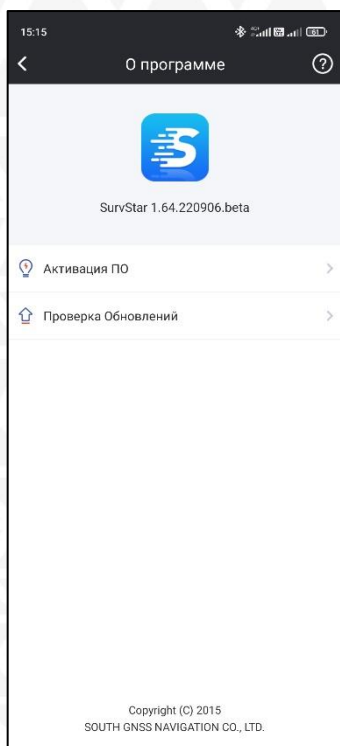 15:15
61
О программе
SurvStar 1.64.220906.beta
Активация ПО
Проверка Обновлений
Copyright (C) 2015
SOUTH GNSS NAVIGATION CO., LTD.